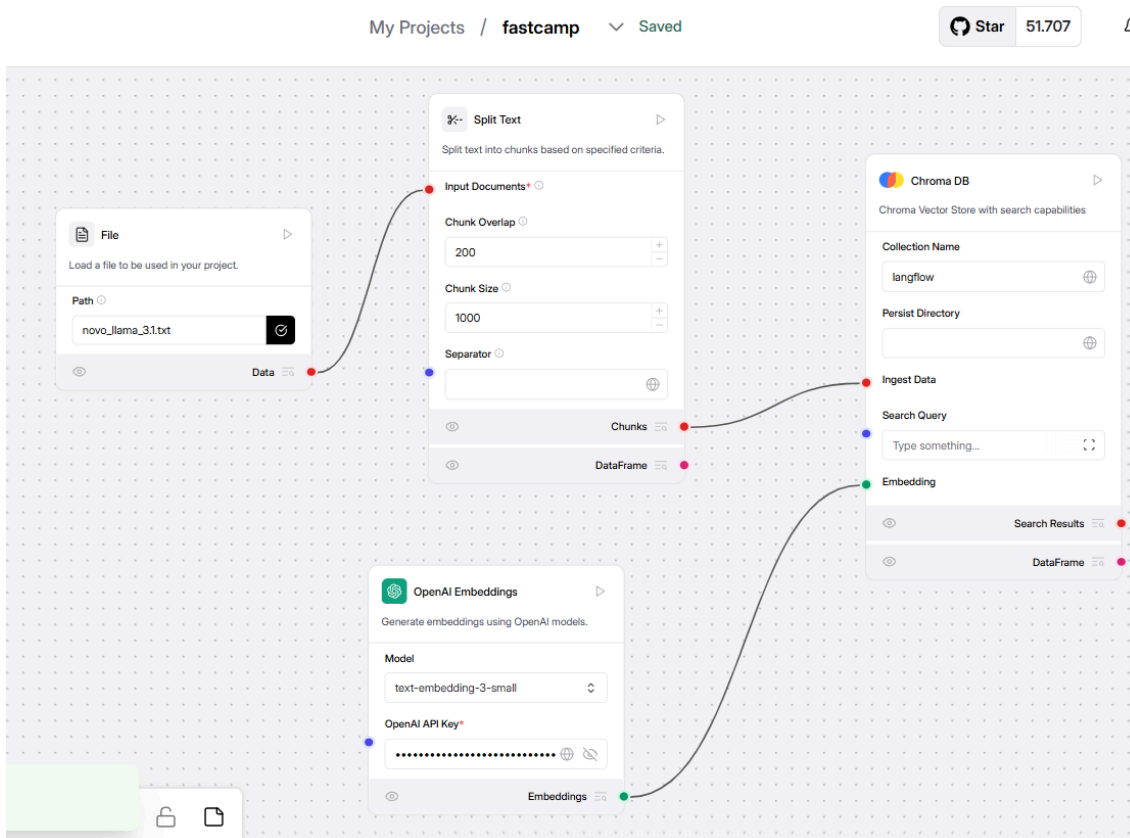 My Projects / fastcamp Saved
Star 51.707
File
Load a file to be used in your project.
Path
novo_llama_3.1.txt
Data
Split Text
Split text into chunks based on specified criteria.
Input Documents*
Chunk Overlap
200
Chunk Size
1000
Separator
Chunks
DataFrame
OpenAI Embeddings
Generate embeddings using OpenAI models.
Model
text-embedding-3-small
OpenAI API Key*
••••••••••••••••••••••••••••
Embeddings
Chroma DB
Chroma Vector Store with search capabilities
Collection Name
langflow
Persist Directory
Ingest Data
Search Query
Type something...
Embedding
Search Results
DataFrame